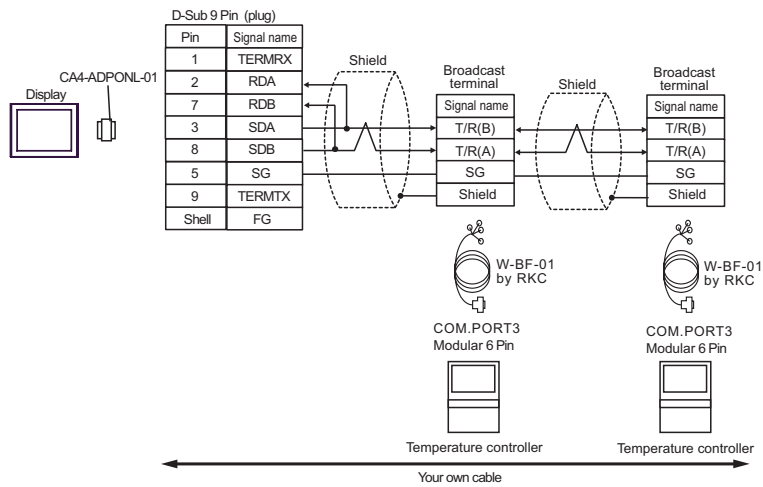 D-Sub 9 Pin (plug)
Pin Signal name
1 TERMRX
2 RDA
7 RDB
3 SDA
8 SDB
5 SG
9 TERMTX
Shell FG
CA4-ADPONL-01
Display
Shield
Broadcast
terminal
Signal name
T/R(B)
T/R(A)
SG
Shield
Shield
Broadcast
terminal
Signal name
T/R(B)
T/R(A)
SG
Shield
W-BF-01
by RKC
COM.PORT3
Modular 6 Pin
Temperature controller
W-BF-01
by RKC
COM.PORT3
Modular 6 Pin
Temperature controller
Your own cable